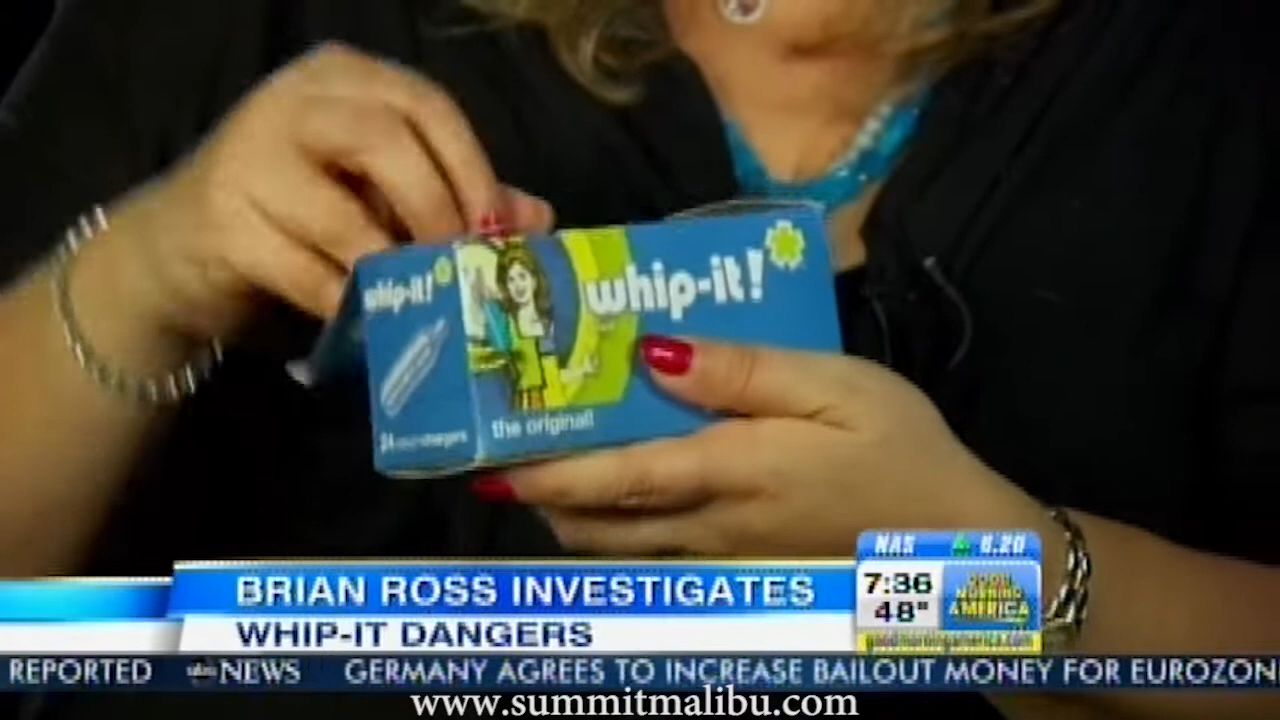 whip-it!
whip-it!
the original!
NAS 6.20
BRIAN ROSS INVESTIGATES
7:36
48°
GOOD MORNING AMERICA
WHIP-IT DANGERS
goodmorningamerica.com
REPORTED abc NEWS GERMANY AGREES TO INCREASE BAILOUT MONEY FOR EUROZON
www.summitmalibu.com